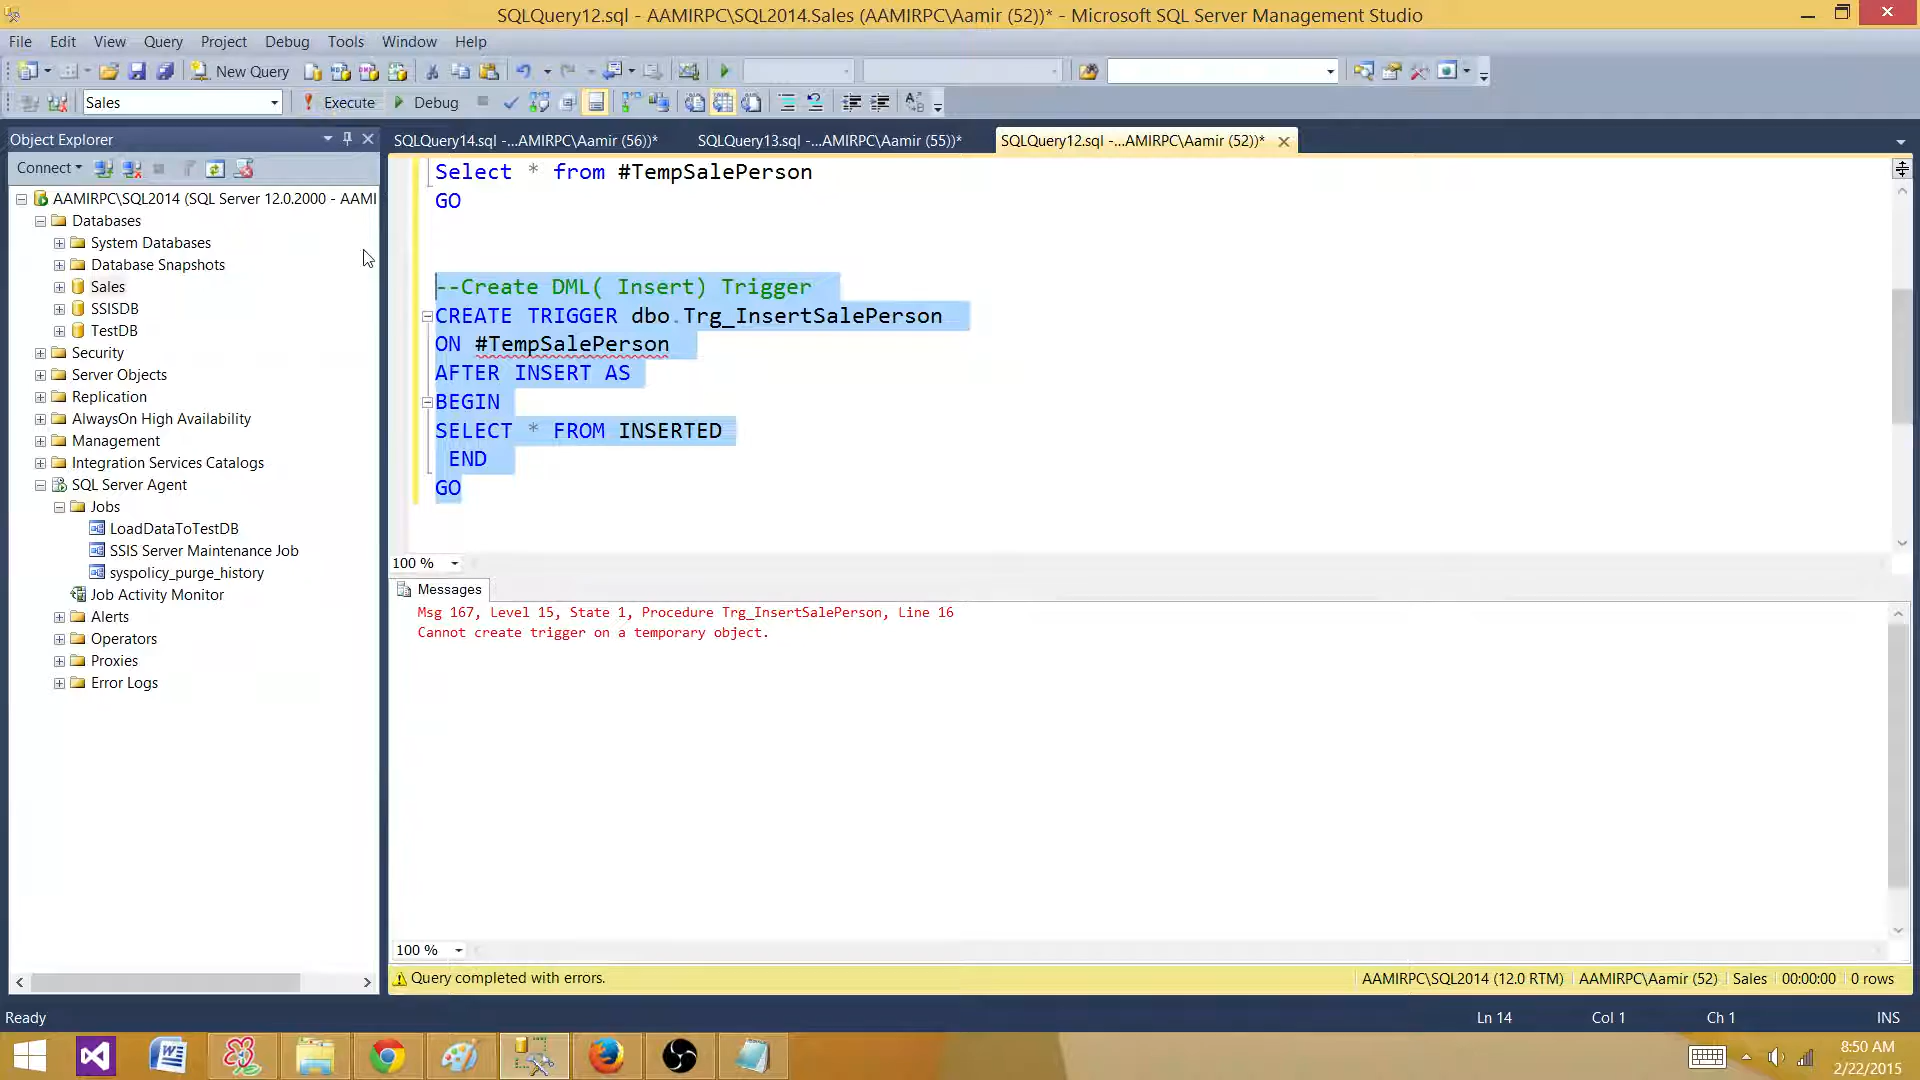 SQLQuery12.sql - AAMIRPC\SQL2014.Sales (AAMIRPC\Aamir (52))* - Microsoft SQL Server Management Studio
File Edit View Query Project Debug Tools Window Help
New Query
Sales Execute Debug
Object Explorer
SQLQuery14.sql -...AMIRPC\Aamir (56))* SQLQuery13.sql -...AMIRPC\Aamir (55))* SQLQuery12.sql -...AMIRPC\Aamir (52))*
Connect
AAMIRPC\SQL2014 (SQL Server 12.0.2000 - AAMI
Databases
System Databases
Database Snapshots
Sales
SSISDB
TestDB
Security
Server Objects
Replication
AlwaysOn High Availability
Management
Integration Services Catalogs
SQL Server Agent
Jobs
LoadDataToTestDB
SSIS Server Maintenance Job
syspolicy_purge_history
Job Activity Monitor
Alerts
Operators
Proxies
Error Logs
Select * from #TempSalePerson
GO
--Create DML( Insert) Trigger
CREATE TRIGGER dbo.Trg_InsertSalePerson
ON #TempSalePerson
AFTER INSERT AS
BEGIN
SELECT * FROM INSERTED
END
GO
100 %
Messages
Msg 167, Level 15, State 1, Procedure Trg_InsertSalePerson, Line 16
Cannot create trigger on a temporary object.
100 %
Query completed with errors. AAMIRPC\SQL2014 (12.0 RTM) AAMIRPC\Aamir (52) Sales 00:00:00 0 rows
Ready Ln 14 Col 1 Ch 1 INS
8:50 AM
2/22/2015